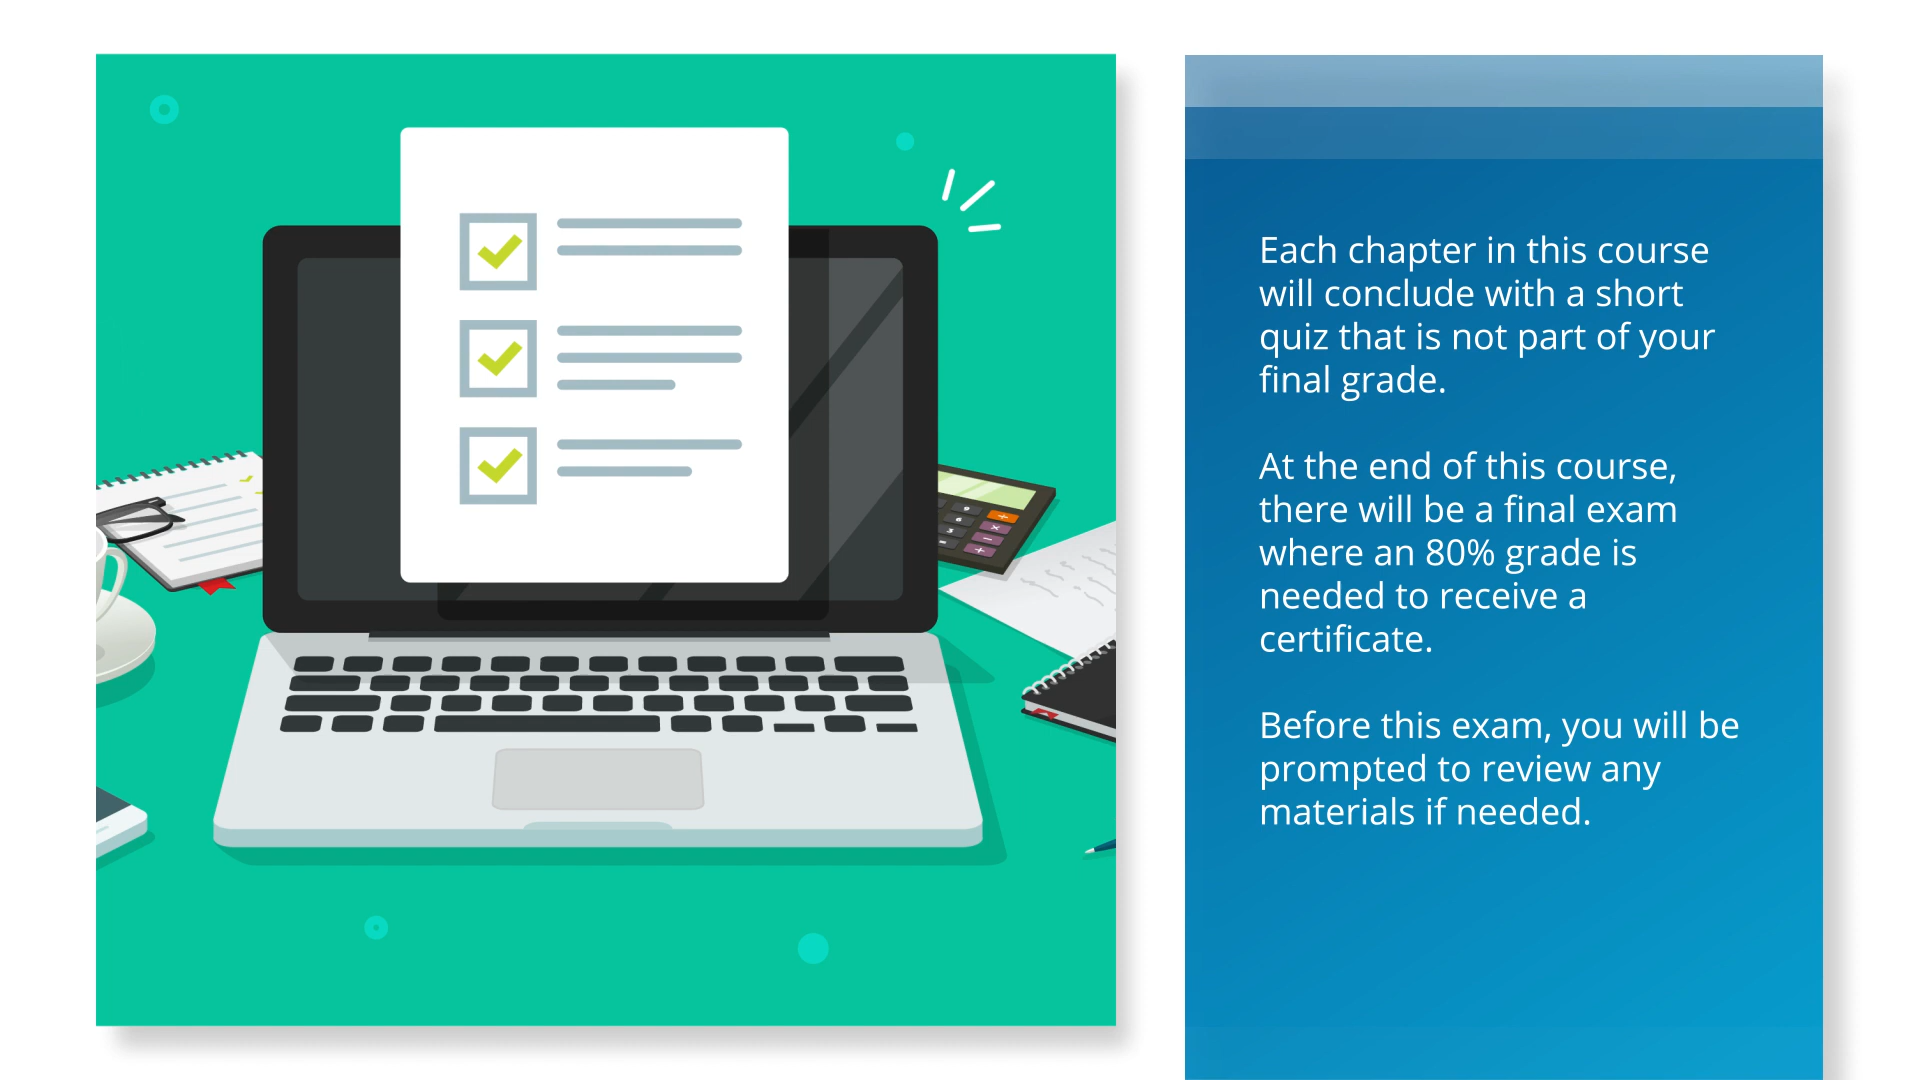 Each chapter in this course
will conclude with a short
quiz that is not part of your
final grade.
At the end of this course,
there will be a final exam
where an 80% grade is
needed to receive a
certificate.
Before this exam, you will be
prompted to review any
materials if needed.